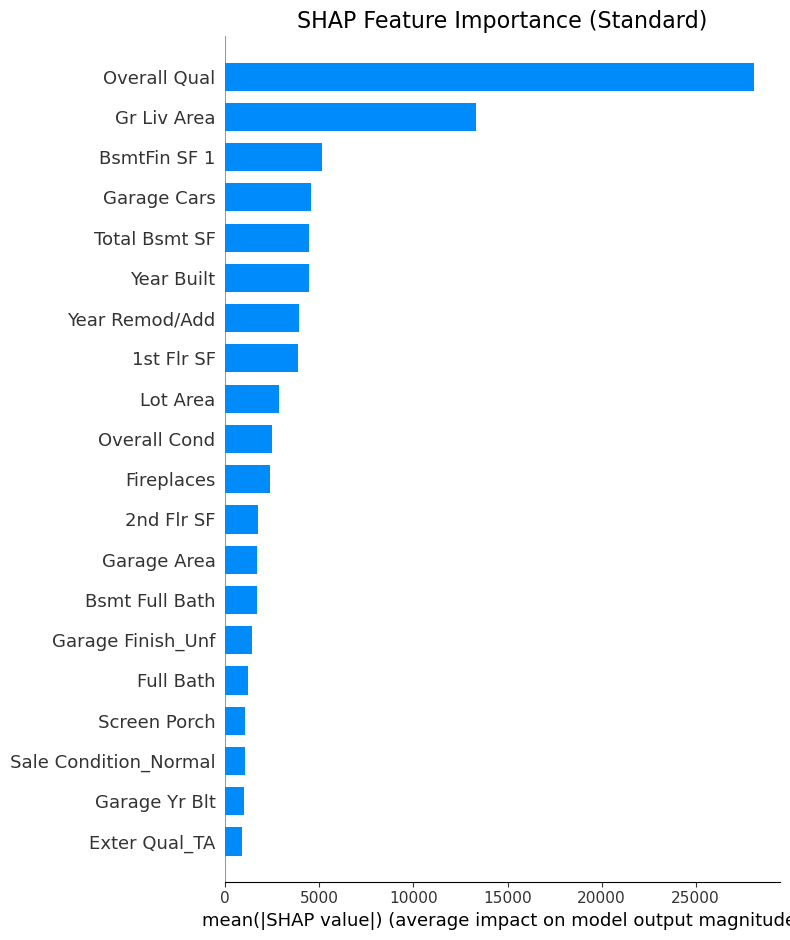 SHAP Feature Importance (Standard)
Overall Qual
Gr Liv Area
BsmtFin SF 1
Garage Cars
Total Bsmt SF
Year Built
Year Remod/Add
1st Flr SF
Lot Area
Overall Cond
Fireplaces
2nd Flr SF
Garage Area
Bsmt Full Bath
Garage Finish_Unf
Full Bath
Screen Porch
Sale Condition_Normal
Garage Yr Blt
Exter Qual_TA
0 5000 10000 15000 20000 25000
mean(|SHAP value|) (average impact on model output magnitude